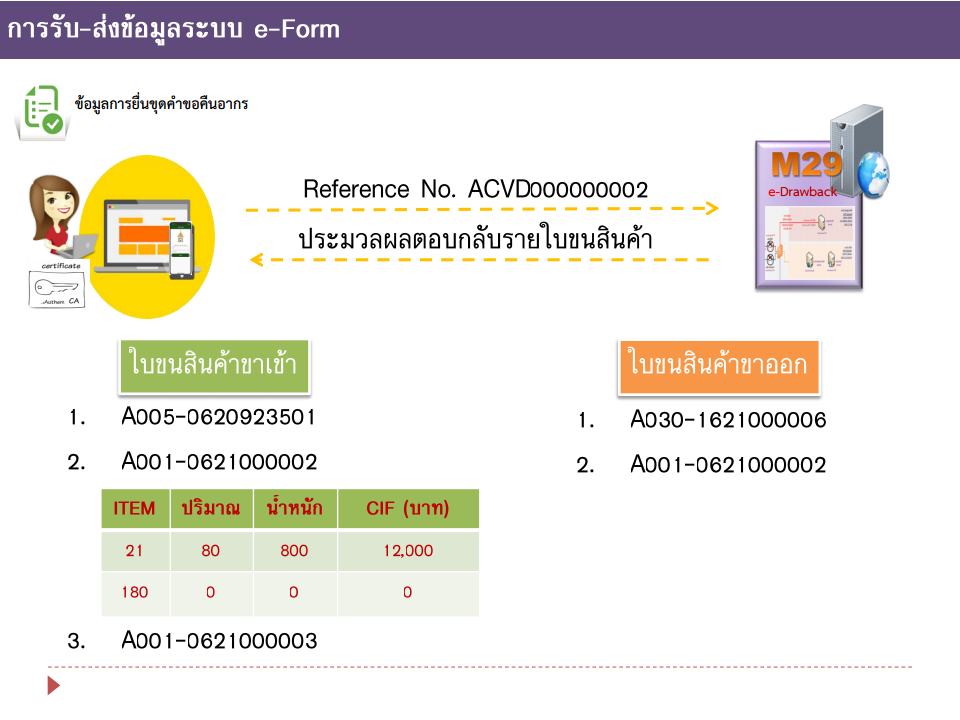 การรับ-ส่งข้อมูลระบบ e-Form
ข้อมูลการยื่นชุดคำขอคืนอากร
M29
e-Drawback
Reference No. ACVD000000002
ประมวลผลตอบกลับรายใบขนสินค้า
certificate
CA
ใบขนสินค้าขาเข้า
1. A005-0620923501
2. A001-0621000002
ITEM ปริมาณ น้ำหนัก CIF (บาท)
21 80 800 12,000
180 0 0 0
3. A001-0621000003
ใบขนสินค้าขาออก
1. A030-1621000006
2. A001-0621000002